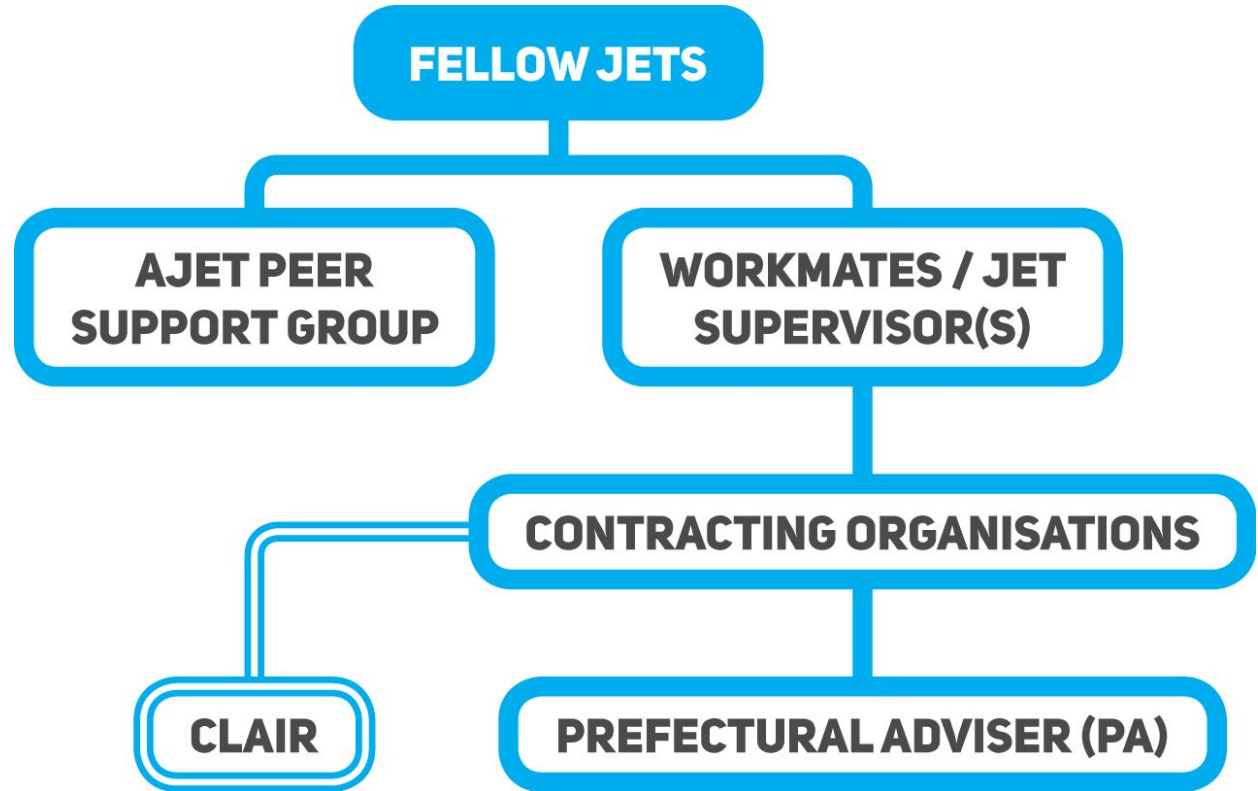 FELLOW JETS
AJET PEER
SUPPORT GROUP
WORKMATES / JET
SUPERVISOR(S)
CONTRACTING ORGANISATIONS
CLAIR
PREFECTURAL ADVISER (PA)